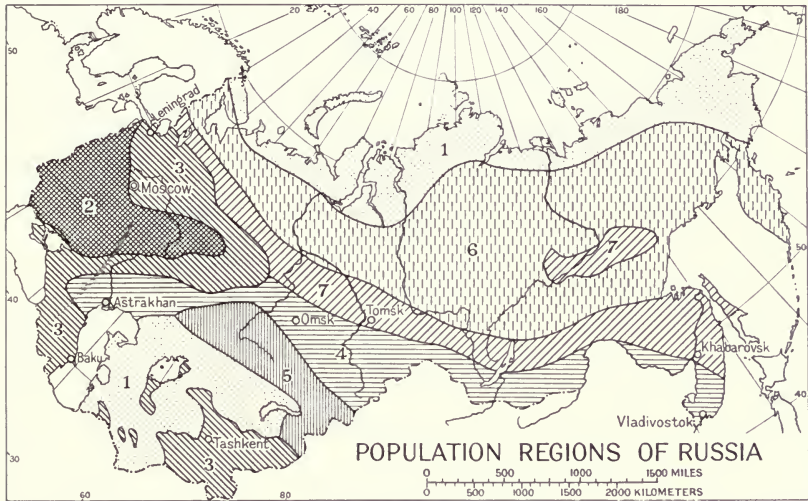 20 40 60 80 100 120 140 160 180
50
Leningrad
1
3
Moscow
2
6
7
50
40
Astrakhan
7
Tomsk
Omsk
3
4
Khabarovsk
Baku
1
5
40
Vladivostok
Tashkent
3
30
POPULATION REGIONS OF RUSSIA
0 500 1000 1500 MILES
0 500 1000 1500 2000 KILOMETERS
60 80